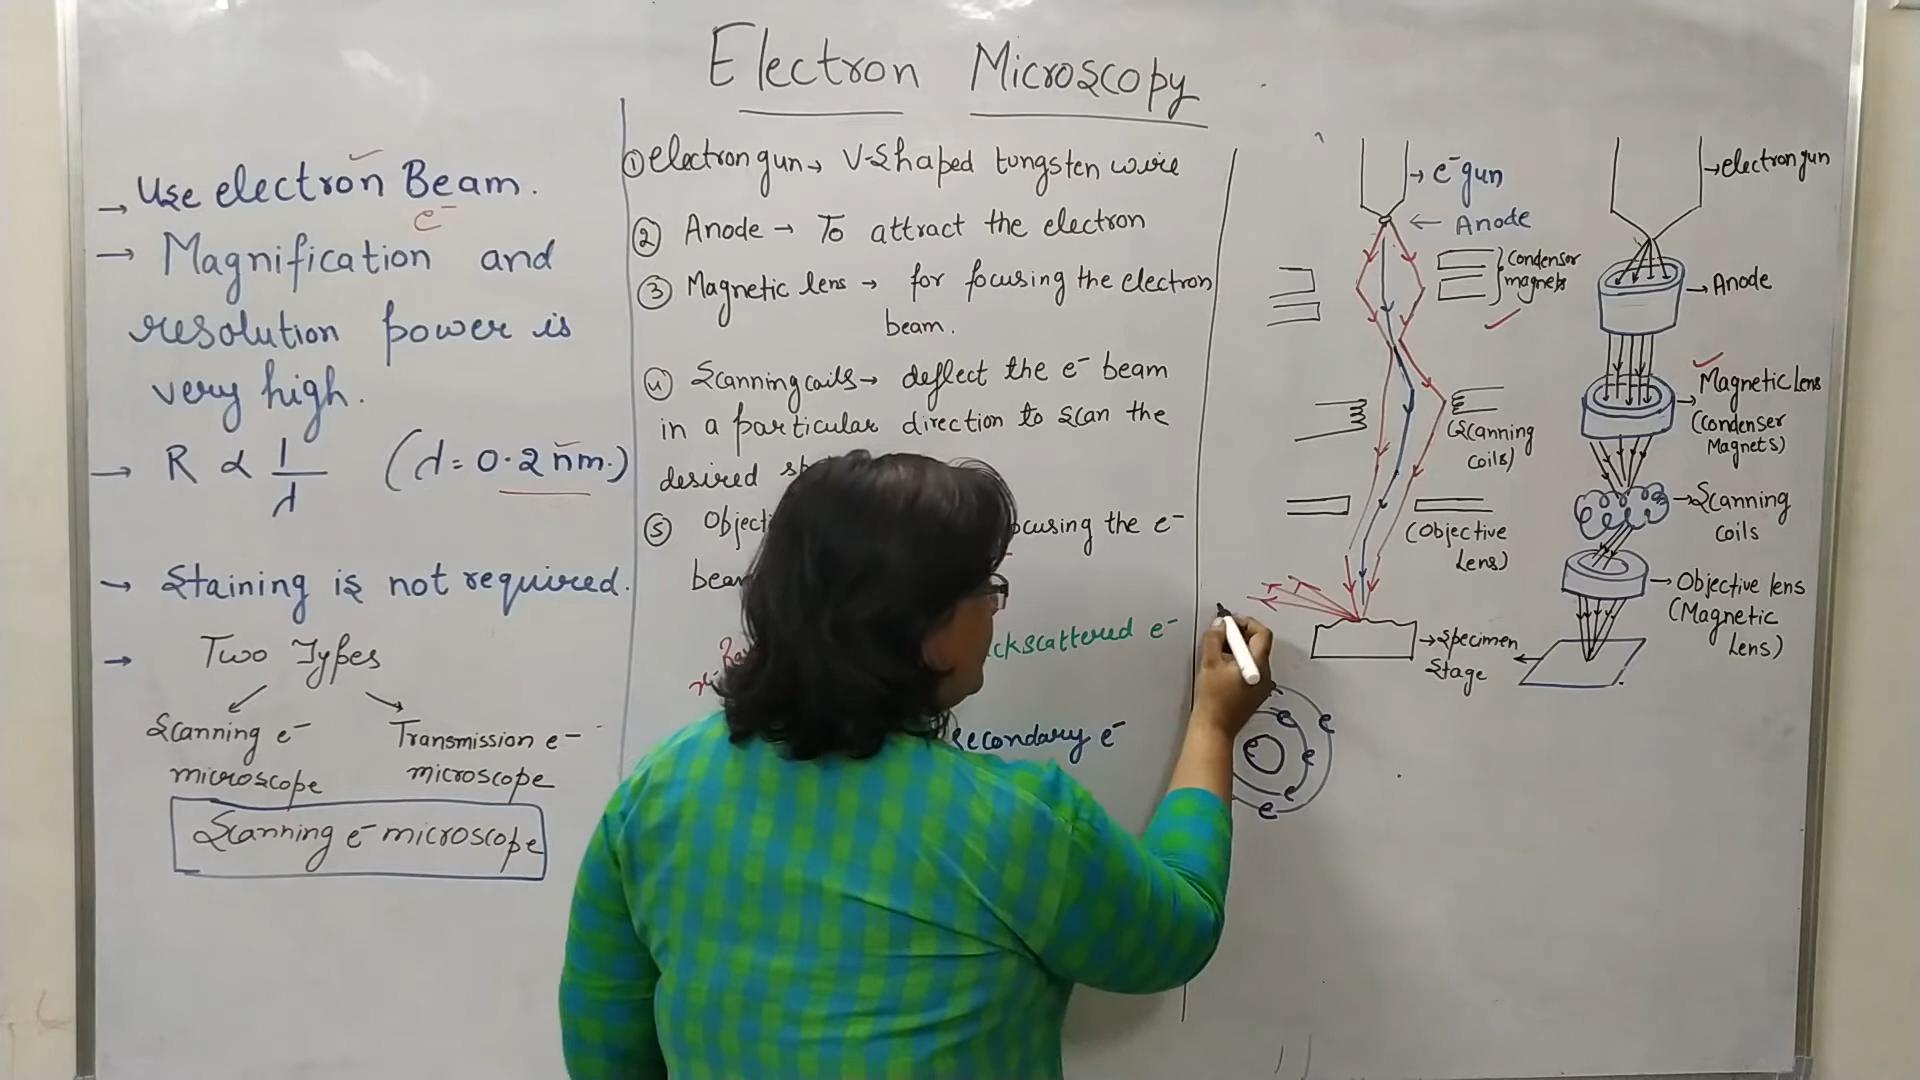 Electron Microscopy
→ Use electron Beam.
e⁻
→ Magnification and
resolution power is
very high.
→ R ∝ 1/λ (λ = 0.2 nm.)
→ Staining is not required.
→ Two Types
Scanning e⁻
microscope
Transmission e⁻
microscope
Scanning e⁻ microscope
① electron gun → V-shaped tungsten wire
② Anode → To attract the electron
③ Magnetic lens → for focusing the electron
beam.
④ Scanning coils → deflect the e⁻ beam
in a particular direction to scan the
desired
⑤ the e⁻
e⁻
Secondary e⁻
→ e⁻ gun
← Anode
Condenser
magnets
(Scanning
coils)
(Objective
Lens)
→ Specimen
Stage
e
e
e
e
e
→ electron gun
→ Anode
→ Magnetic Lens
(Condenser
Magnets)
→ Scanning
coils
→ Objective lens
(Magnetic
Lens)